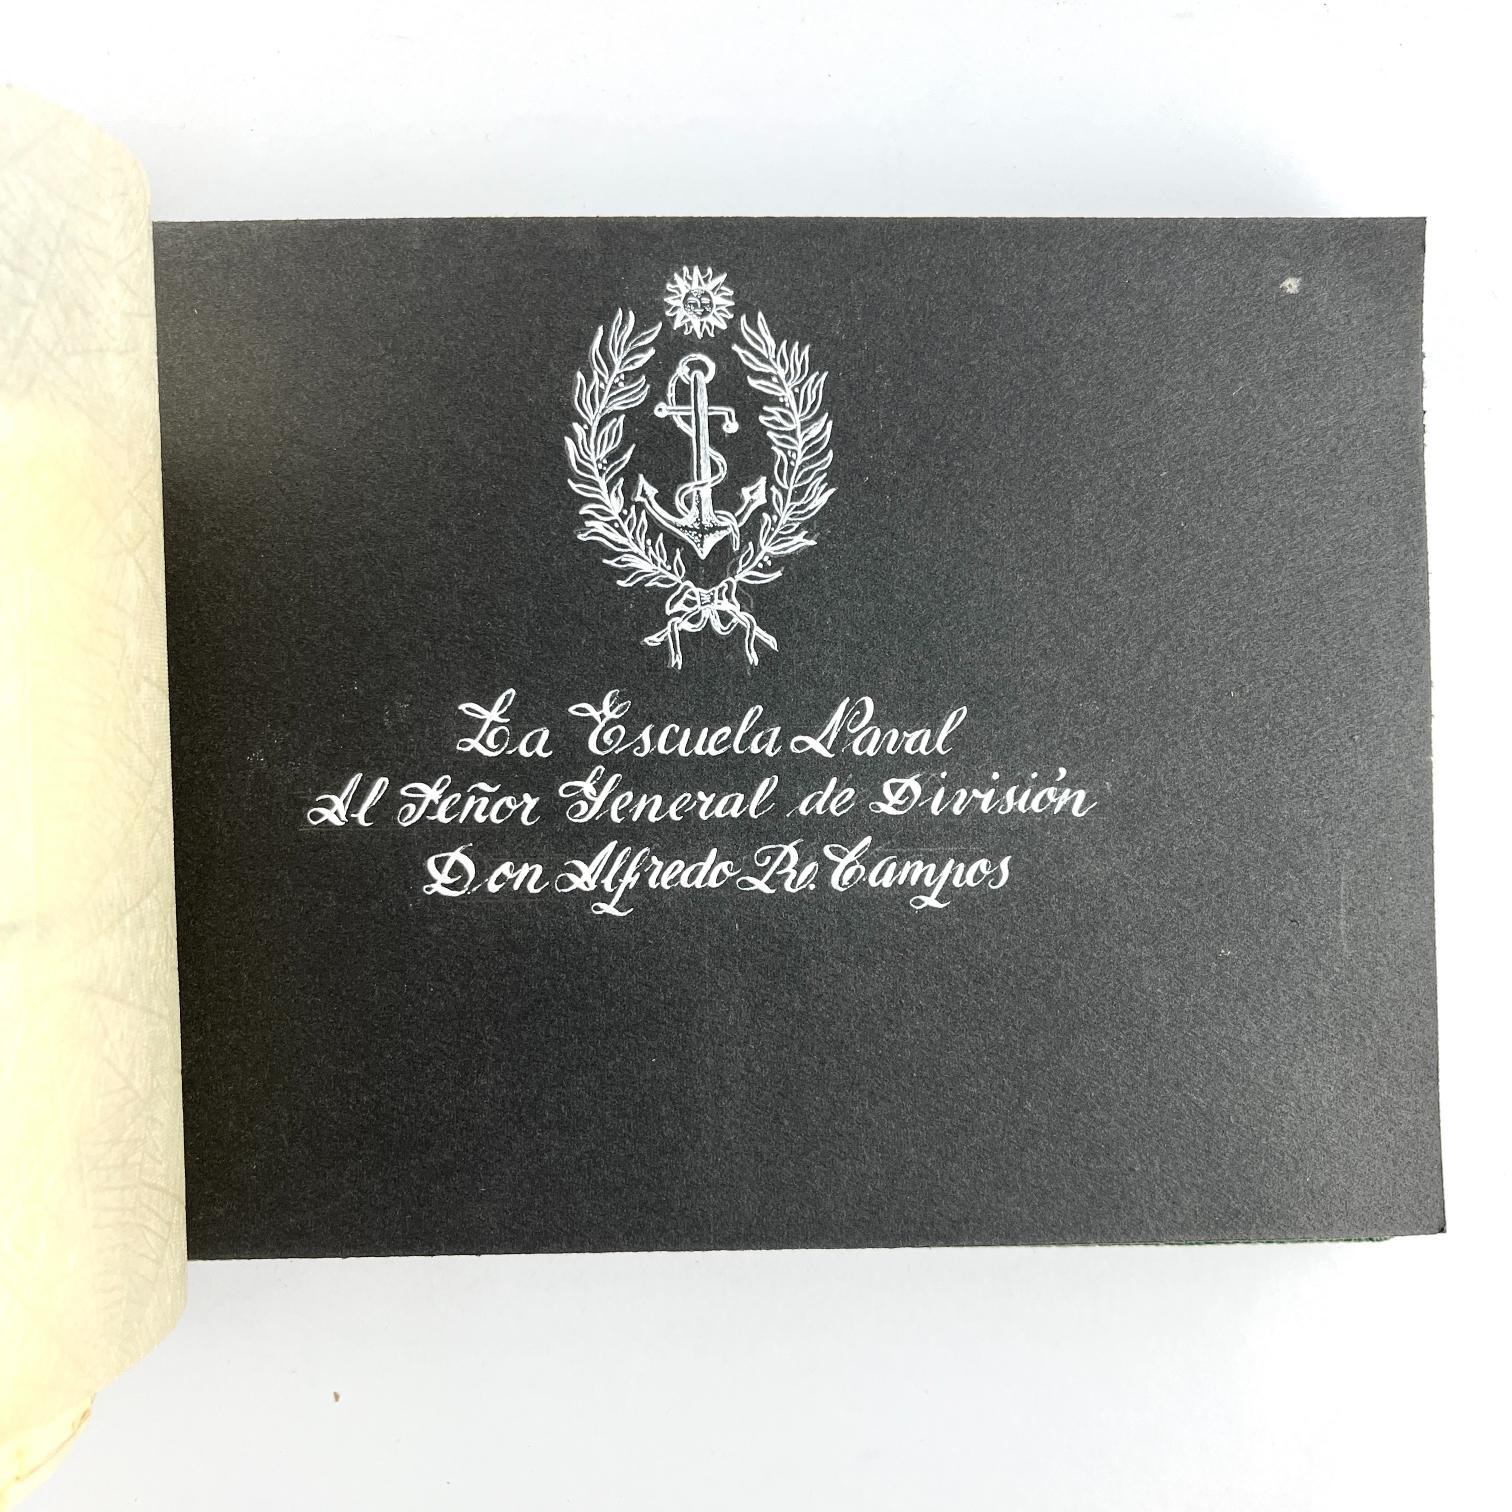 La Escuela Naval
Al Señor General de División
Don Alfredo R. Campos